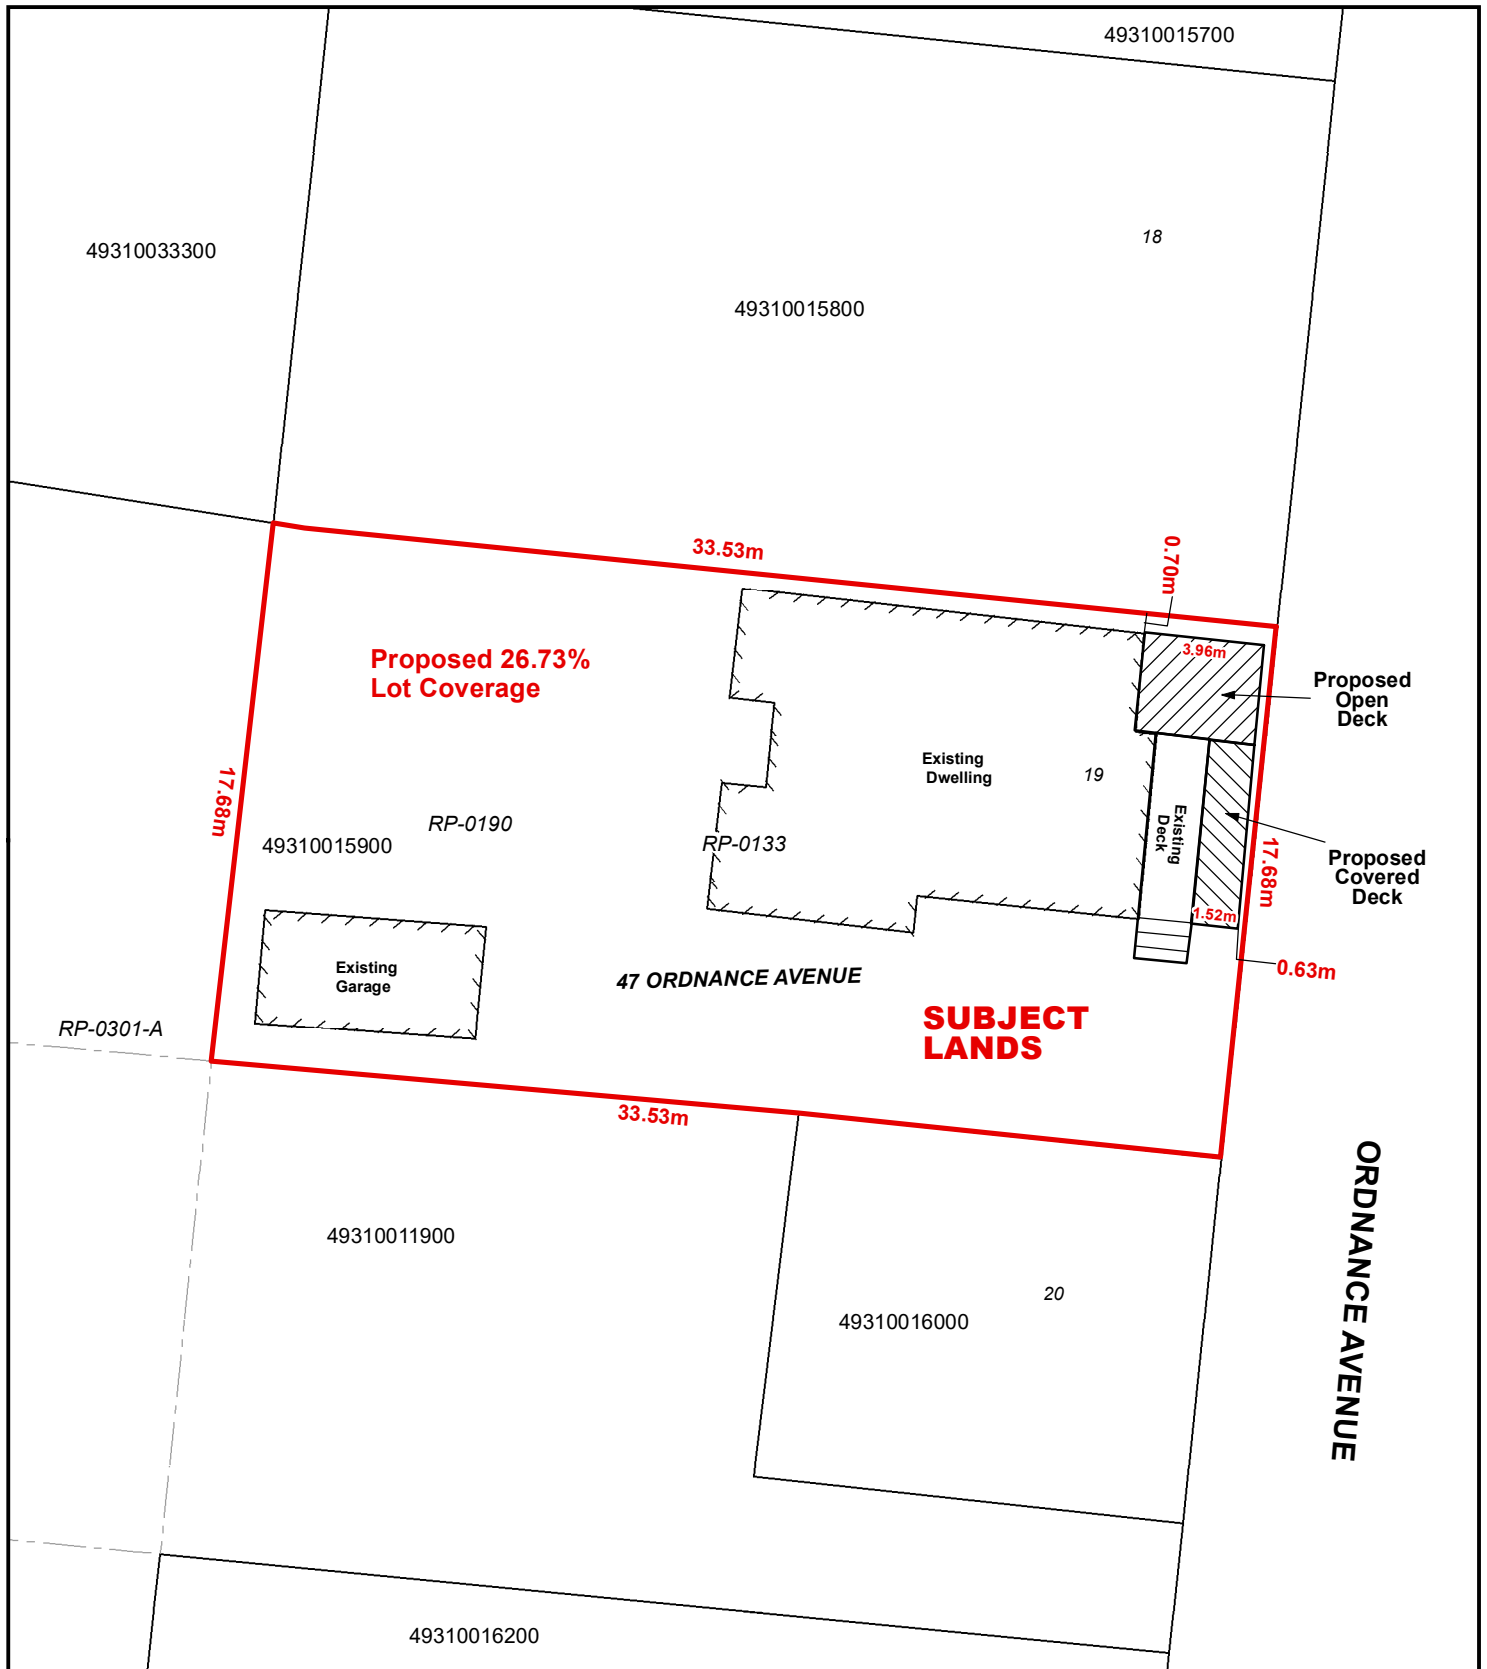 49310015700
18
49310033300
49310015800
33.53m
0.70m
Proposed 26.73%
Lot Coverage
3.96m
Proposed
Open
Deck
Existing
Dwelling
19
17.68m
RP-0190
49310015900
RP-0133
Existing
Deck
17.68m
Proposed
Covered
Deck
1.52m
Existing
Garage
47 ORDNANCE AVENUE
0.63m
SUBJECT
LANDS
RP-0301-A
33.53m
ORDNANCE AVENUE
49310011900
20
49310016000
49310016200